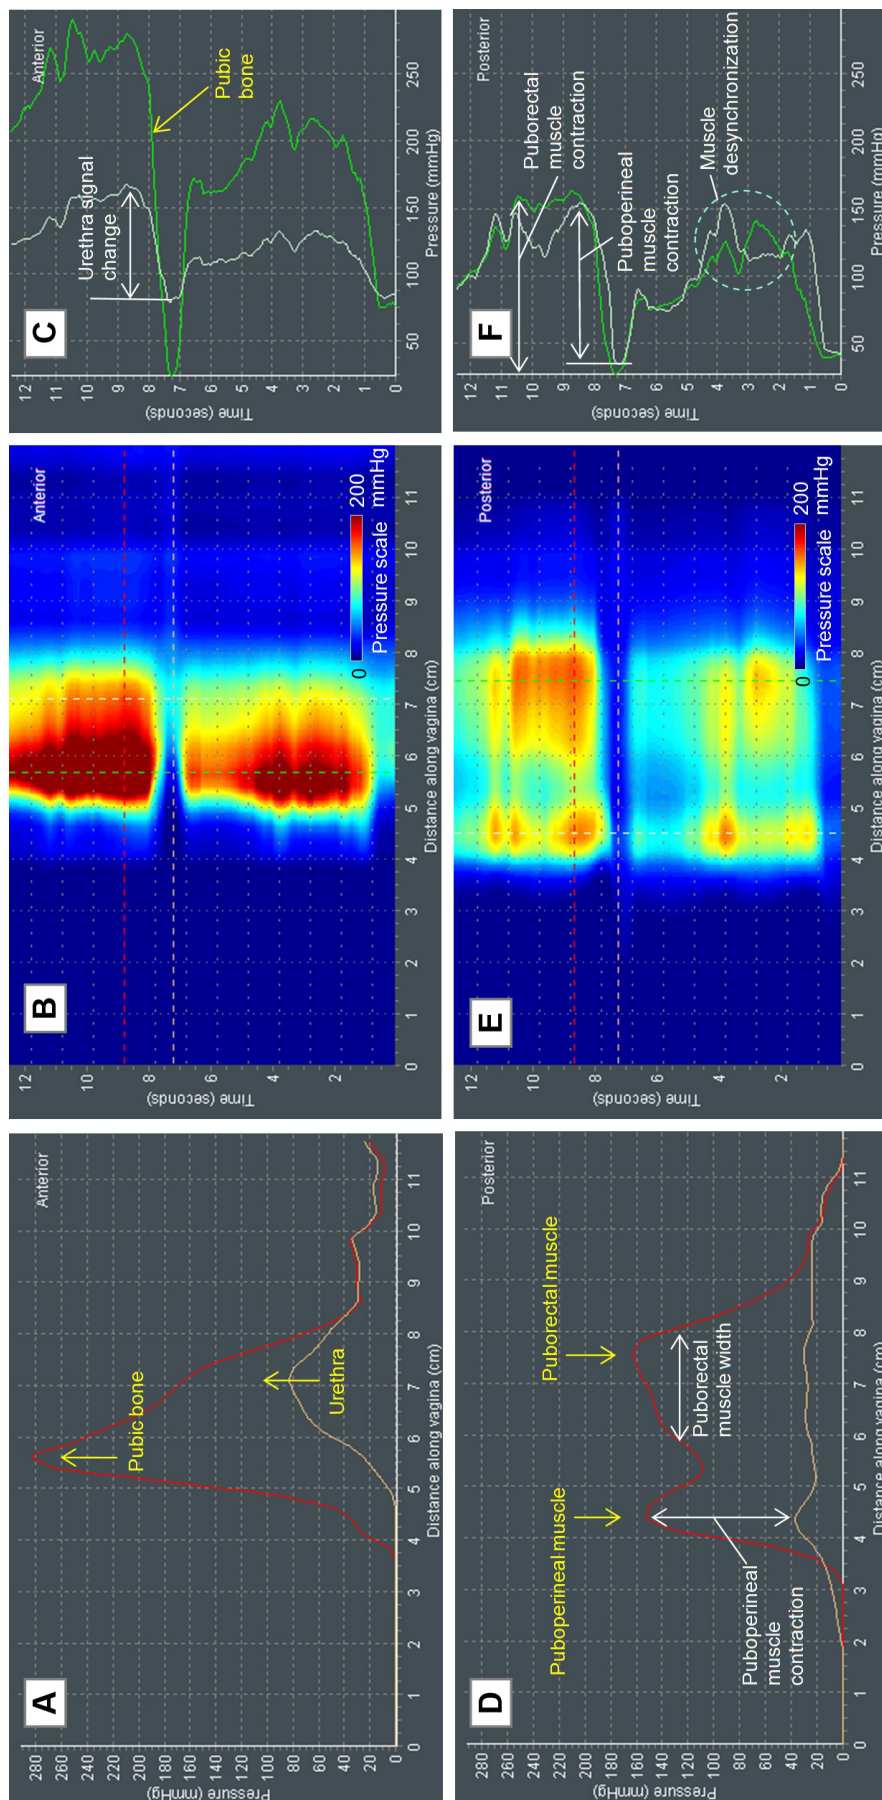 A
Anterior
Pubic bone
Urethra
280
260
240
220
200
180
160
140
120
100
80
60
40
20
0
Pressure (mmHg)
0 1 2 3 4 5 6 7 8 9 10 11
Distance along vagina (cm)
B
Anterior
12
10
8
6
4
2
Time (seconds)
0 1 2 3 4 5 6 7 8 9 10 11
Distance along vagina (cm)
0 200
Pressure scale mmHg
C
Anterior
Urethra signal
change
Pubic
bone
12
11
10
9
8
7
6
5
4
3
2
1
0
Time (seconds)
50 100 150 200 250
Pressure (mmHg)
D
Posterior
Puboperineal muscle
Puborectal muscle
Puborectal
muscle width
Puboperineal
muscle
contraction
280
260
240
220
200
180
160
140
120
100
80
60
40
20
0
Pressure (mmHg)
0 1 2 3 4 5 6 7 8 9 10 11
Distance along vagina (cm)
E
Posterior
12
10
8
6
4
2
Time (seconds)
0 1 2 3 4 5 6 7 8 9 10 11
Distance along vagina (cm)
0 200
Pressure scale mmHg
F
Posterior
Puborectal
muscle
contraction
Puboperineal
muscle
contraction
Muscle
desynchronization
12
11
10
9
8
7
6
5
4
3
2
1
0
Time (seconds)
50 100 150 200 250
Pressure (mmHg)